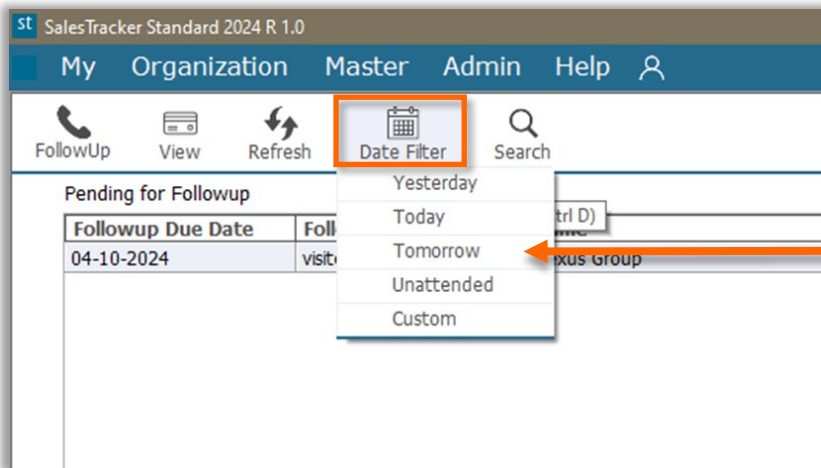 st SalesTracker Standard 2024 R 1.0
My Organization Master Admin Help
FollowUp View Refresh Date Filter Search
Yesterday
Pending for Followup
Today
trl D)
Followup Due Date
Tomorrow
04-10-2024
Group
Unattended
Custom